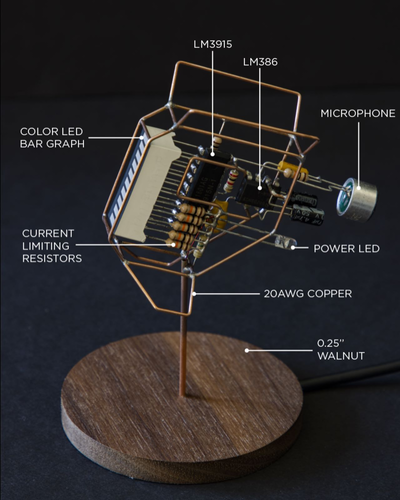 LM3915
LM386
MICROPHONE
COLOR LED
BAR GRAPH
CURRENT
LIMITING
RESISTORS
POWER LED
20AWG COPPER
0.25”
WALNUT